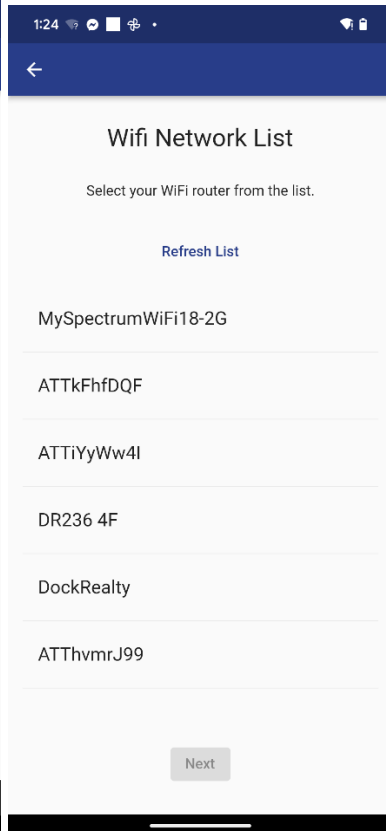 1:24
Wifi Network List
Select your WiFi router from the list.
Refresh List
MySpectrumWiFi18-2G
ATTkFhfDQF
ATTiYyWw4I
DR236 4F
DockRealty
ATThvmrJ99
Next